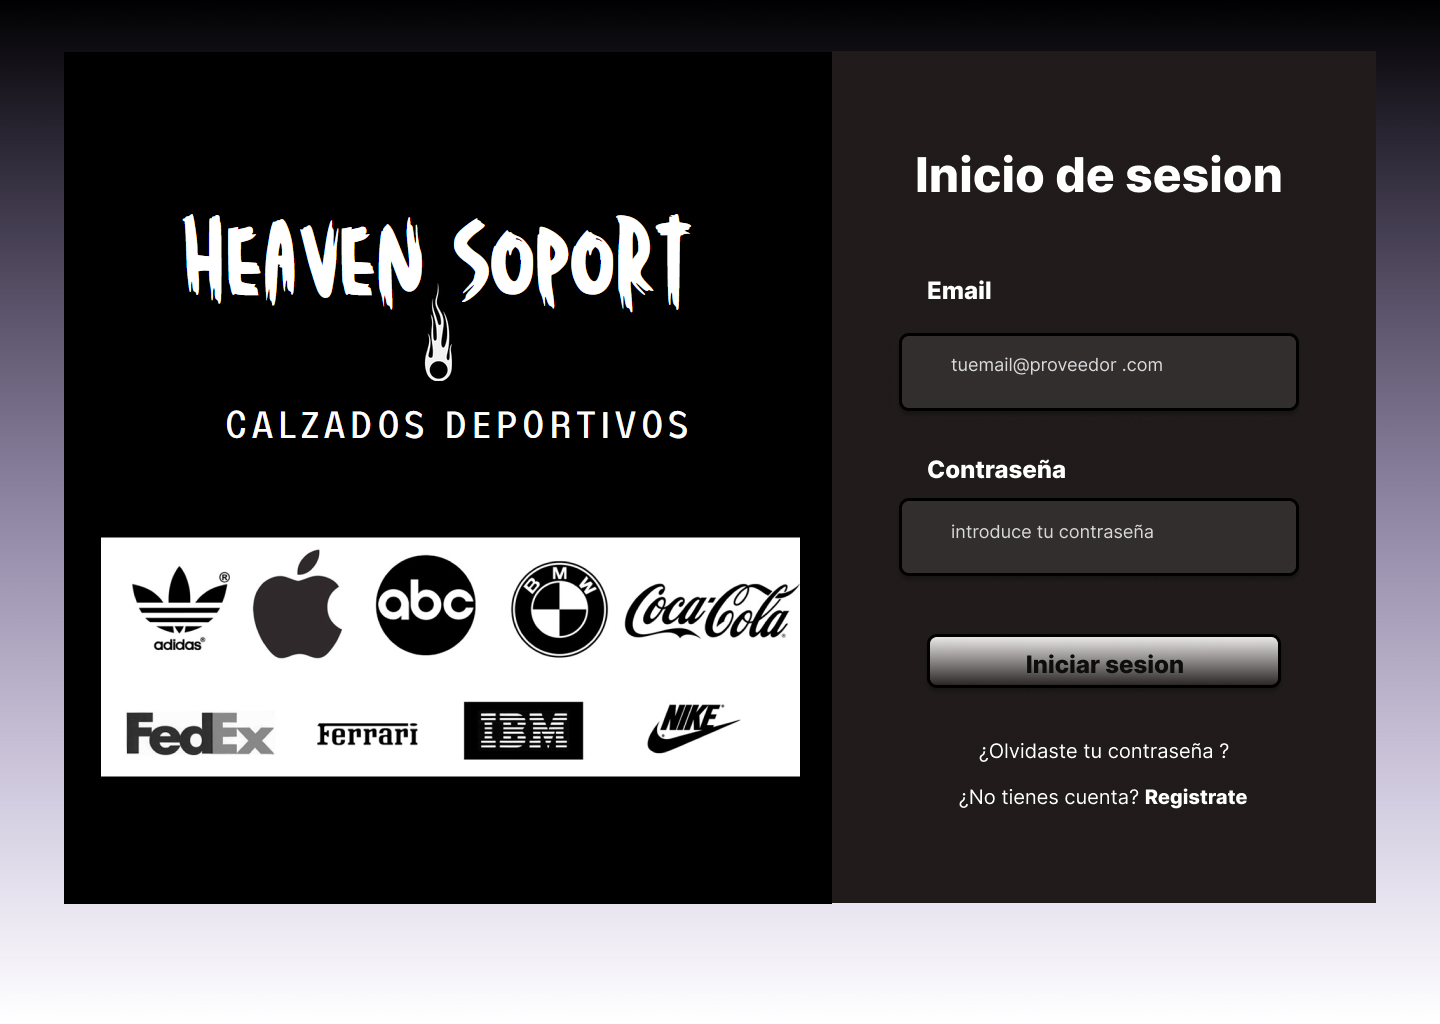 HEAVEN SOPORT
CALZADOS DEPORTIVOS
adidas®
®
abc
BMW
Coca-Cola
FedEx
Ferrari
IBM
NIKE
Inicio de sesion
Email
tuemail@proveedor .com
Contraseña
introduce tu contraseña
Iniciar sesion
¿Olvidaste tu contraseña ?
¿No tienes cuenta? Registrate